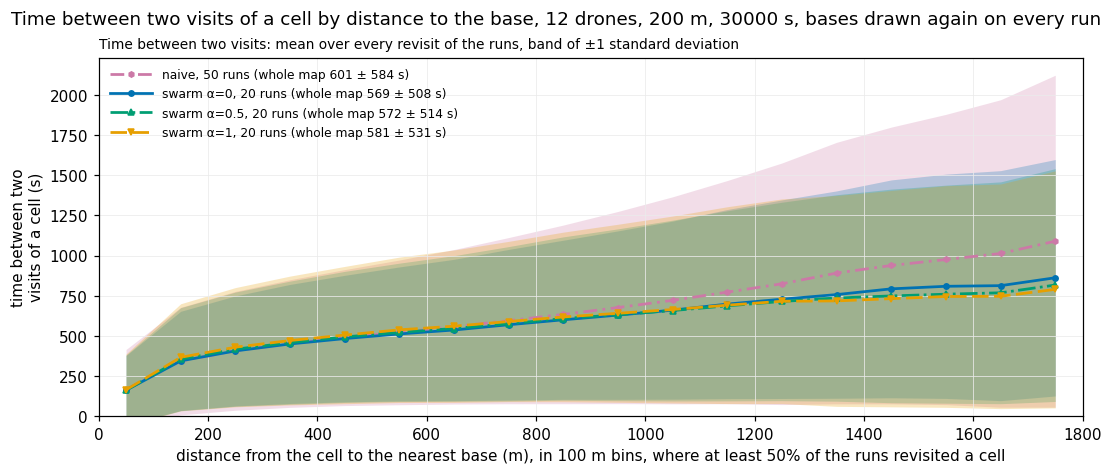 Time between two visits of a cell by distance to the base, 12 drones, 200 m, 30000 s, bases drawn again on every run
Time between two visits: mean over every revisit of the runs, band of ±1 standard deviation
naive, 50 runs (whole map 601 ± 584 s)
swarm α=0, 20 runs (whole map 569 ± 508 s)
swarm α=0.5, 20 runs (whole map 572 ± 514 s)
swarm α=1, 20 runs (whole map 581 ± 531 s)
time between two
visits of a cell (s)
2000
1750
1500
1250
1000
750
500
250
0
0 200 400 600 800 1000 1200 1400 1600 1800
distance from the cell to the nearest base (m), in 100 m bins, where at least 50% of the runs revisited a cell